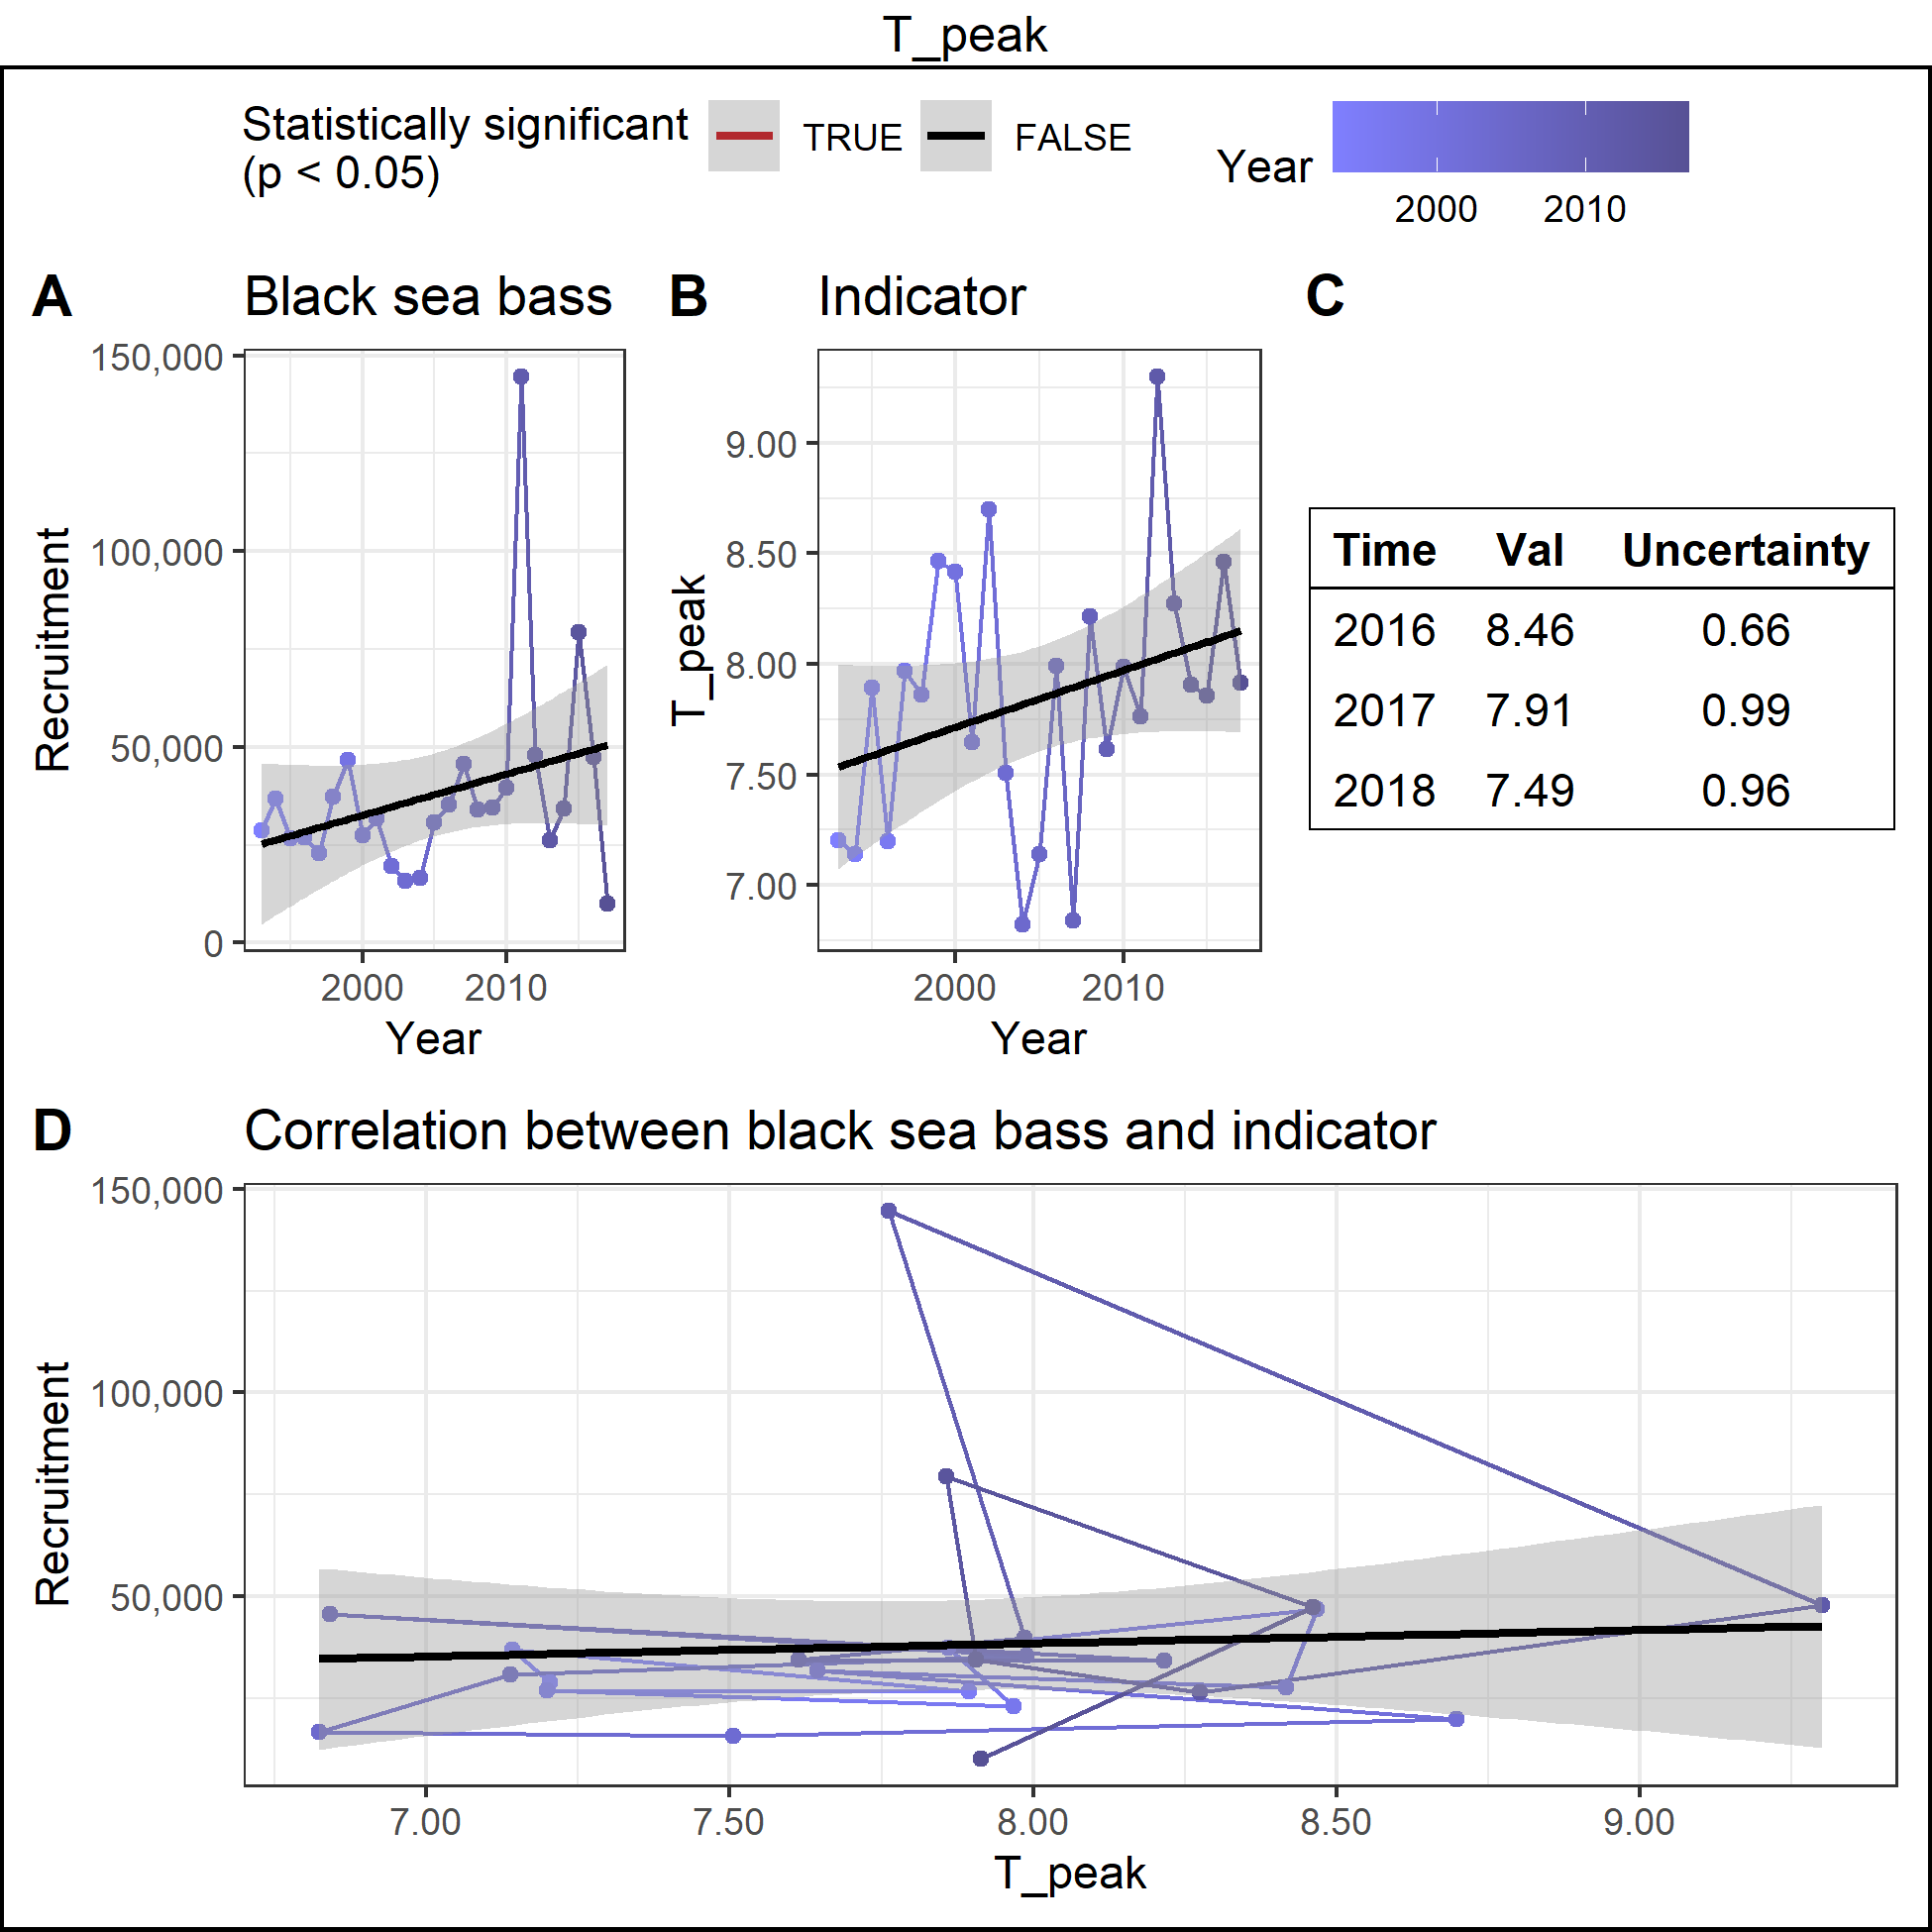 T_peak
Statistically significant
(p < 0.05)
TRUE
FALSE
Year
2000
2010
A
Black sea bass
150,000
100,000
50,000
0
Recruitment
2000
2010
Year
B
Indicator
9.00
8.50
8.00
7.50
7.00
T_peak
2000
2010
Year
C
Time Val Uncertainty
2016 8.46 0.66
2017 7.91 0.99
2018 7.49 0.96
D
Correlation between black sea bass and indicator
150,000
100,000
50,000
Recruitment
7.00
7.50
8.00
8.50
9.00
T_peak